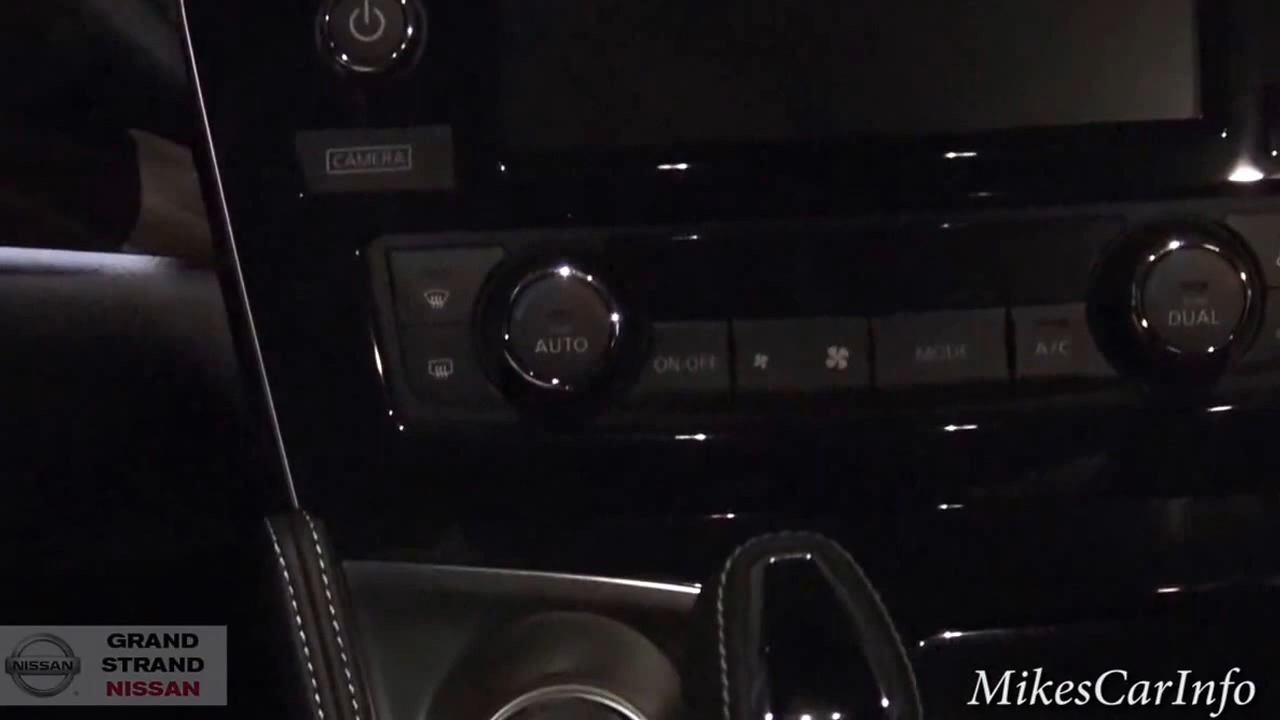 CAMERA
AUTO
ON·OFF
MODE
A/C
DUAL
NISSAN
GRAND
STRAND
NISSAN
MikesCarInfo